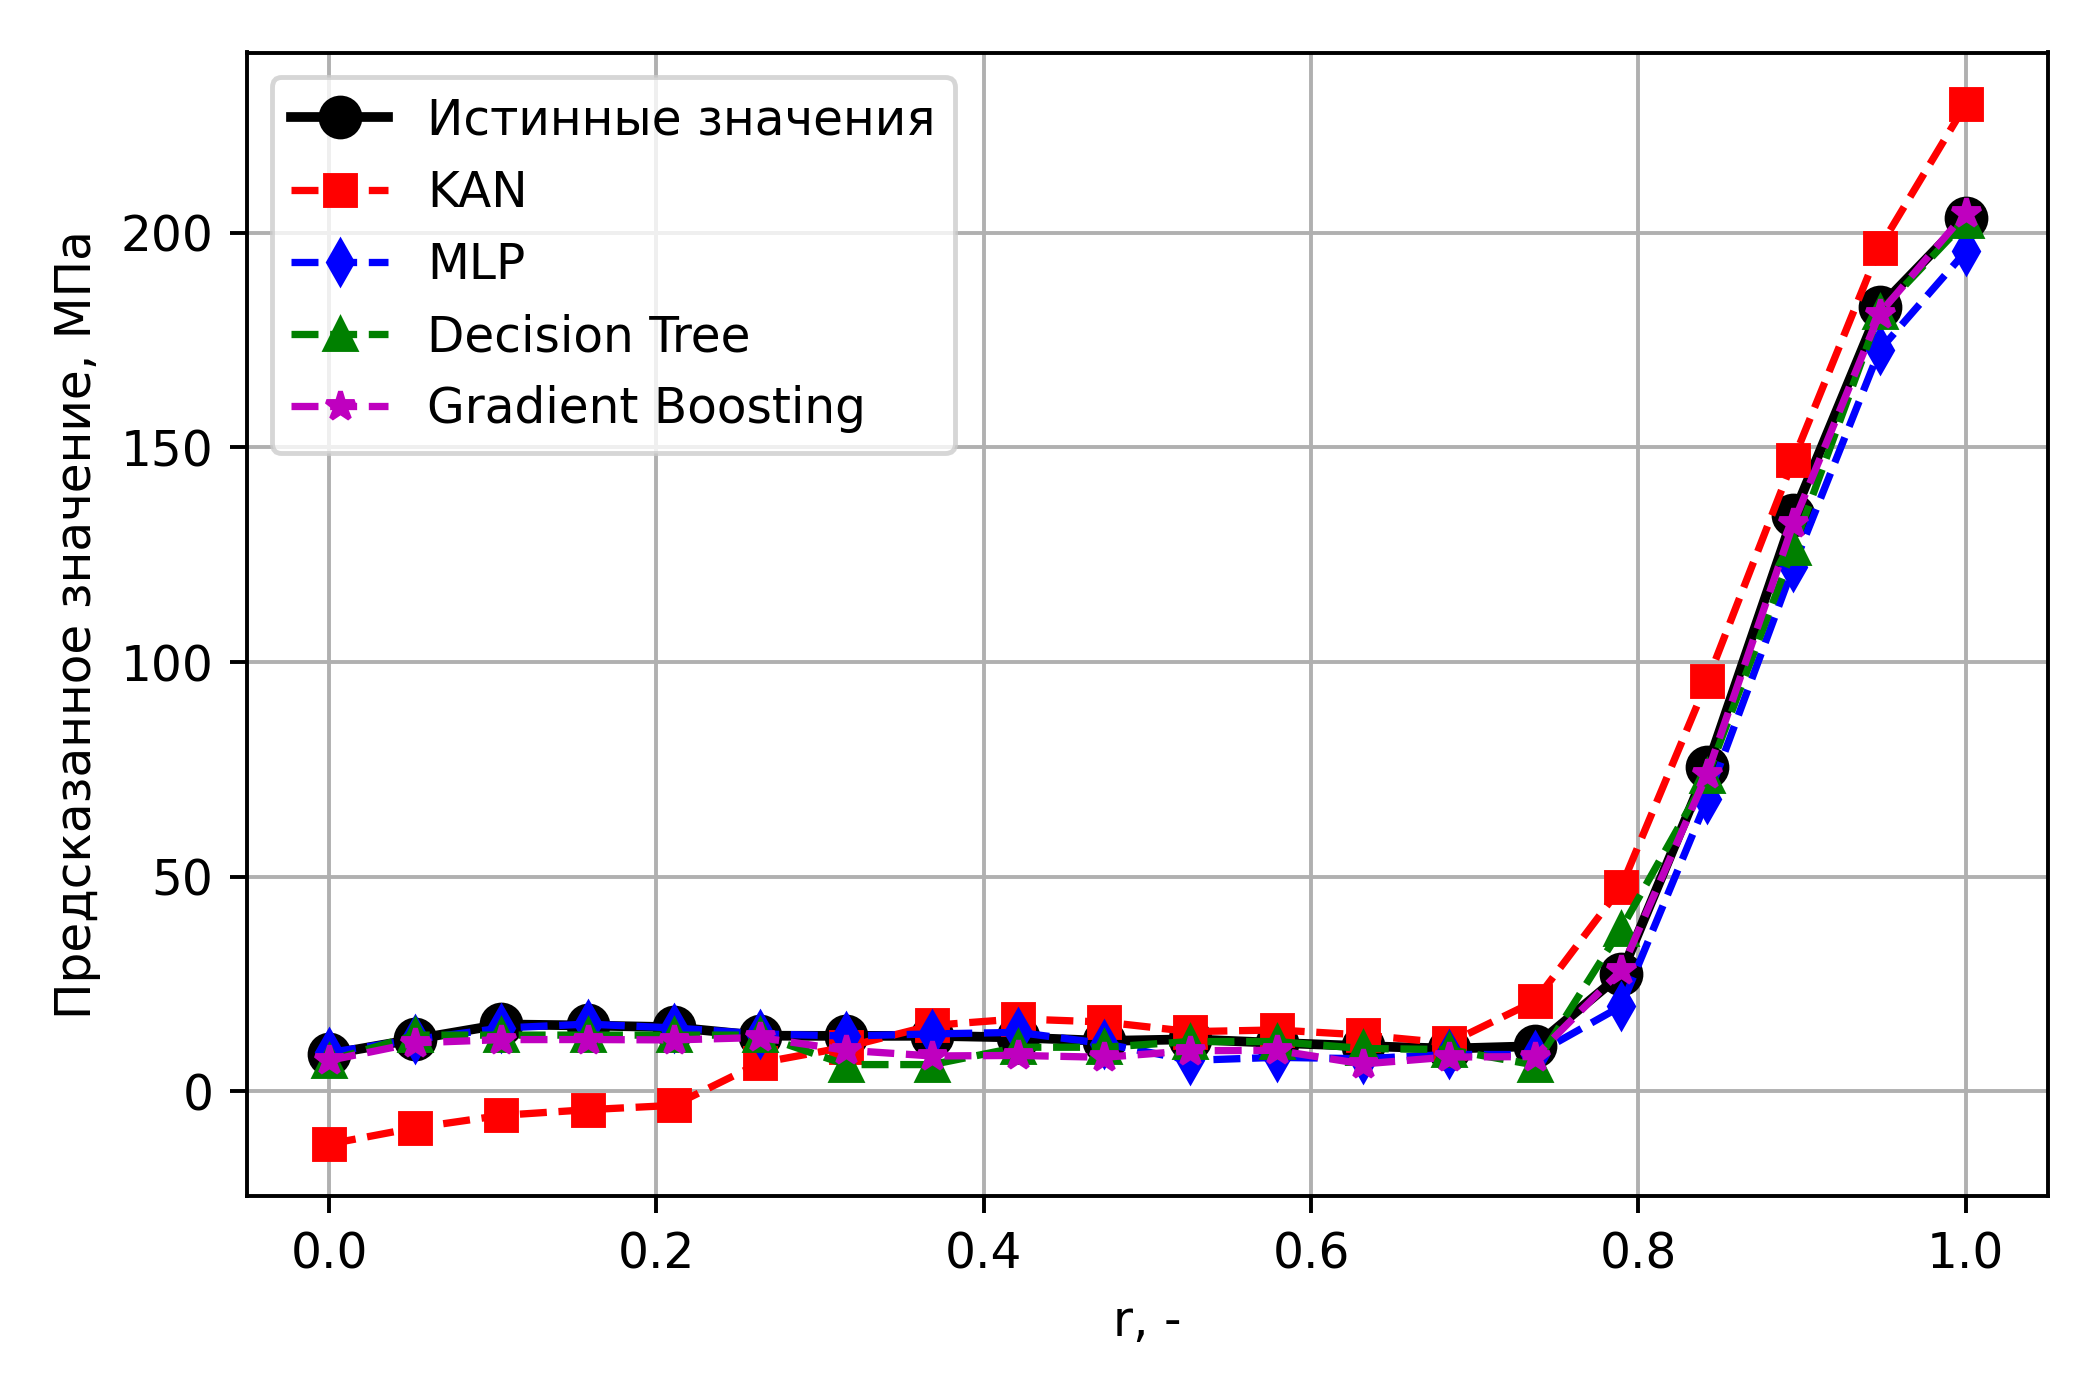 Истинные значения
KAN
MLP
Decision Tree
Gradient Boosting
Предсказанное значение, МПа
200
150
100
50
0
0.0 0.2 0.4 0.6 0.8 1.0
r, -